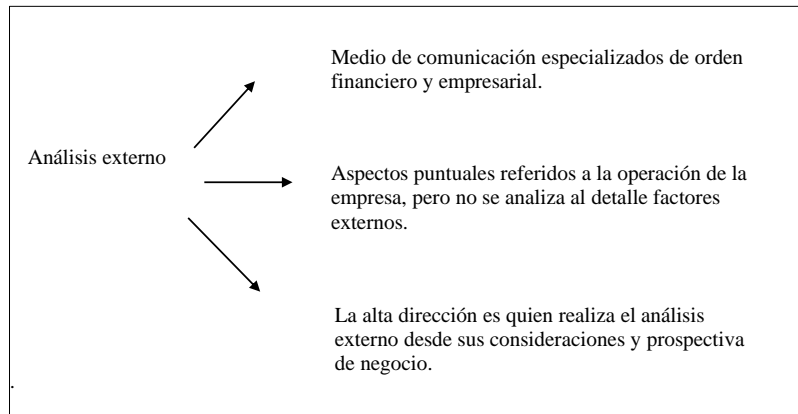 Medio de comunicación especializados de orden
financiero y empresarial.
Análisis externo
Aspectos puntuales referidos a la operación de la
empresa, pero no se analiza al detalle factores
externos.
La alta dirección es quien realiza el análisis
externo desde sus consideraciones y prospectiva
de negocio.
.